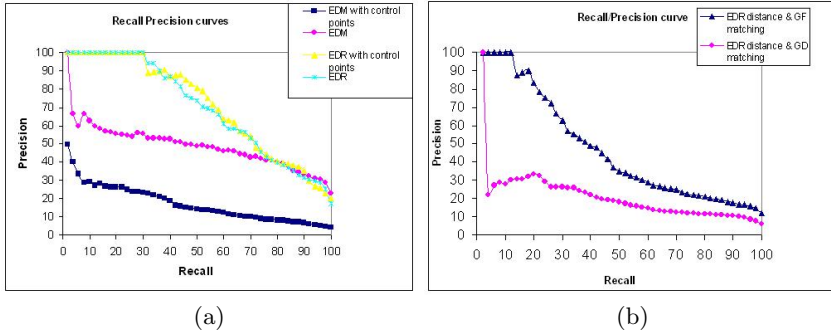 Recall Precision curves
EDM with control
points
EDM
EDR with control
points
EDR
100
90
80
70
60
50
40
30
20
10
0
Precision
0 10 20 30 40 50 60 70 80 90 100
Recall
(a)
Recall/Precision curve
EDR distance & GF
matching
EDR distance & GD
matching
100
90
80
70
60
50
40
30
20
10
0
Precision
0 10 20 30 40 50 60 70 80 90 100
Recall
(b)